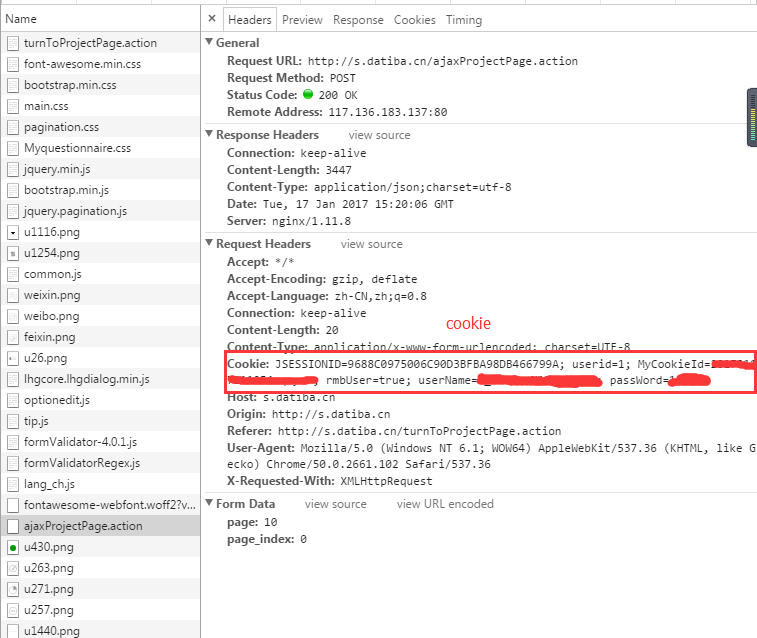 Name
× Headers Preview Response Cookies Timing
turnToProjectPage.action
font-awesome.min.css
bootstrap.min.css
main.css
pagination.css
Myquestionnaire.css
jquery.min.js
bootstrap.min.js
jquery.pagination.js
u1116.png
u1254.png
common.js
weixin.png
weibo.png
feixin.png
u26.png
lhgcore.lhgdialog.min.js
optionedit.js
tip.js
formValidator-4.0.1.js
formValidatorRegex.js
lang_ch.js
fontawesome-webfont.woff2?v...
ajaxProjectPage.action
u430.png
u263.png
u271.png
u257.png
u1440.png
General
Request URL: http://s.datiba.cn/ajaxProjectPage.action
Request Method: POST
Status Code: 200 OK
Remote Address: 117.136.183.137:80
Response Headers view source
Connection: keep-alive
Content-Length: 3447
Content-Type: application/json;charset=utf-8
Date: Tue, 17 Jan 2017 15:20:06 GMT
Server: nginx/1.11.8
Request Headers view source
Accept: */*
Accept-Encoding: gzip, deflate
Accept-Language: zh-CN,zh;q=0.8
Connection: keep-alive
Content-Length: 20
cookie
Content-Type: application/x-www-form-urlencoded; charset=UTF-8
Cookie: JSESSIONID=9688C0975006C90D3BFBA98DB466799A; userid=1; MyCookieId=
; rmbUser=true; userName= ; passWord=
Host: s.datiba.cn
Origin: http://s.datiba.cn
Referer: http://s.datiba.cn/turnToProjectPage.action
User-Agent: Mozilla/5.0 (Windows NT 6.1; WOW64) AppleWebKit/537.36 (KHTML, like G
ecko) Chrome/50.0.2661.102 Safari/537.36
X-Requested-With: XMLHttpRequest
Form Data view source view URL encoded
page: 10
page_index: 0